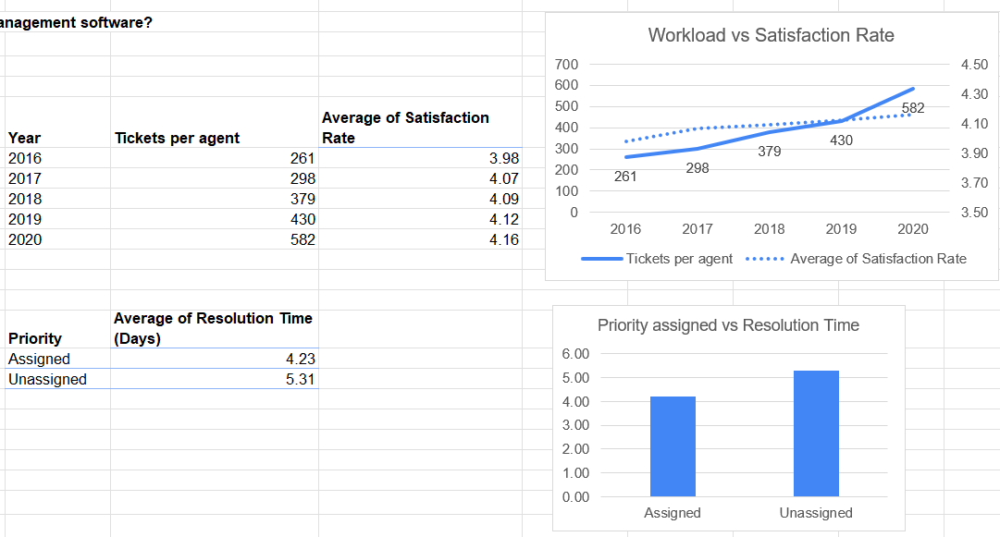 anagement software?
Year Tickets per agent Average of Satisfaction
Rate
2016 261 3.98
2017 298 4.07
2018 379 4.09
2019 430 4.12
2020 582 4.16
Workload vs Satisfaction Rate
700 4.50
600 4.30
500 582
400 4.10
430
300 379 3.90
200 298
261 3.70
100
0 3.50
2016 2017 2018 2019 2020
Tickets per agent Average of Satisfaction Rate
Priority Average of Resolution Time
(Days)
Assigned 4.23
Unassigned 5.31
Priority assigned vs Resolution Time
6.00
5.00
4.00
3.00
2.00
1.00
0.00
Assigned Unassigned